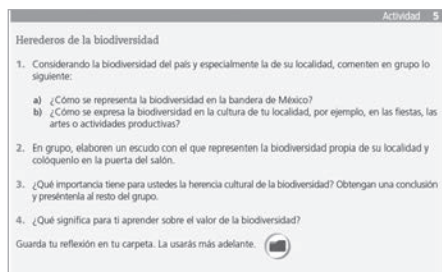 Actividad 5
Herederos de la biodiversidad
1. Considerando la biodiversidad del país y especialmente la de su localidad, comenten en grupo lo
siguiente:
a) ¿Cómo se representa la biodiversidad en la bandera de México?
b) ¿Cómo se expresa la biodiversidad en la cultura de tu localidad, por ejemplo, en las fiestas, las
artes o actividades productivas?
2. En grupo, elaboren un escudo con el que representen la biodiversidad propia de su localidad y
colóquenlo en la puerta del salón.
3. ¿Qué importancia tiene para ustedes la herencia cultural de la biodiversidad? Obtengan una conclusión
y preséntenla al resto del grupo.
4. ¿Qué significa para ti aprender sobre el valor de la biodiversidad?
Guarda tu reflexión en tu carpeta. La usarás más adelante.